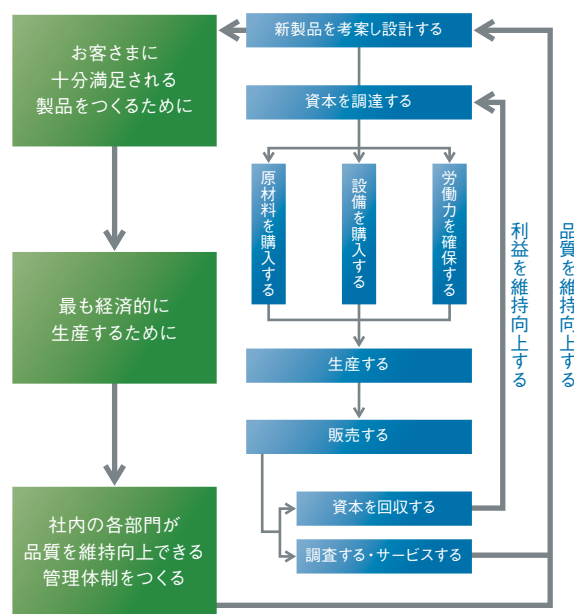 お客さまに
十分満足される
製品をつくるために
最も経済的に
生産するために
社内の各部門が
品質を維持向上できる
管理体制をつくる
新製品を考案し設計する
資本を調達する
原材料を購入する
設備を購入する
労働力を確保する
生産する
販売する
資本を回収する
調査する・サービスする
利益を維持向上する
品質を維持向上する